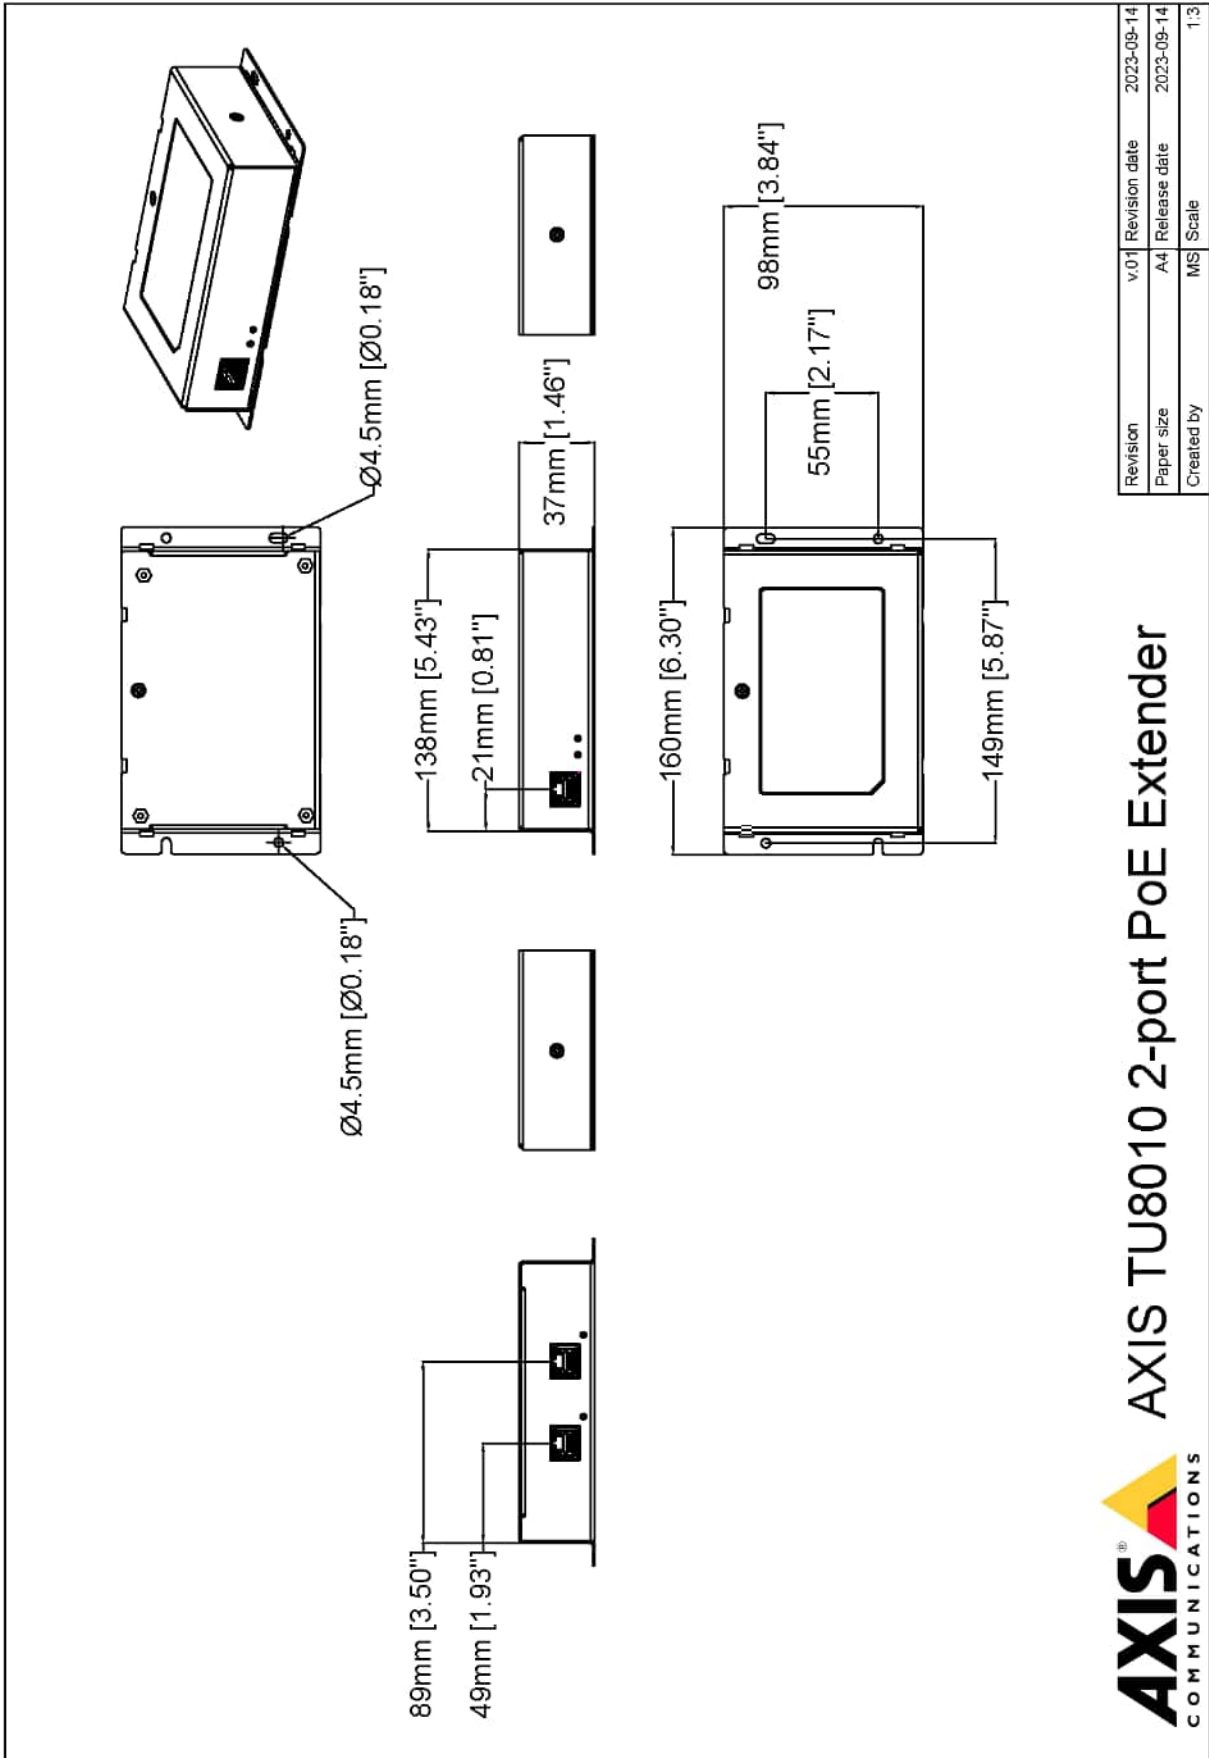 Ø4.5mm [Ø0.18"]
Ø4.5mm [Ø0.18"]
89mm [3.50"]
49mm [1.93"]
138mm [5.43"]
21mm [0.81"]
37mm [1.46"]
160mm [6.30"]
98mm [3.84"]
55mm [2.17"]
149mm [5.87"]
AXIS®
COMMUNICATIONS
AXIS TU8010 2-port PoE Extender
Revision v.01 Revision date 2023-09-14
Paper size A4 Release date 2023-09-14
Created by MS Scale 1:3